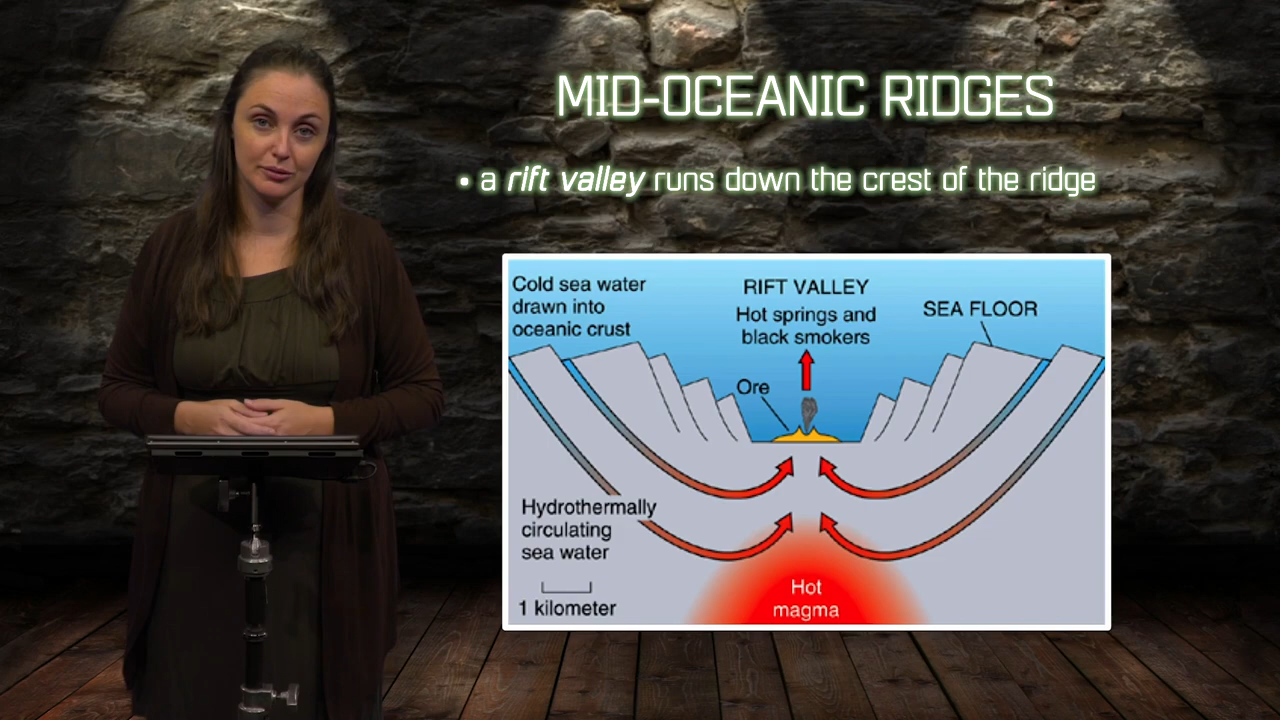 MID-OCEANIC RIDGES
• a rift valley runs down the crest of the ridge
Cold sea water
drawn into
oceanic crust
RIFT VALLEY
Hot springs and
black smokers
SEA FLOOR
Ore
Hydrothermally
circulating
sea water
1 kilometer
Hot
magma